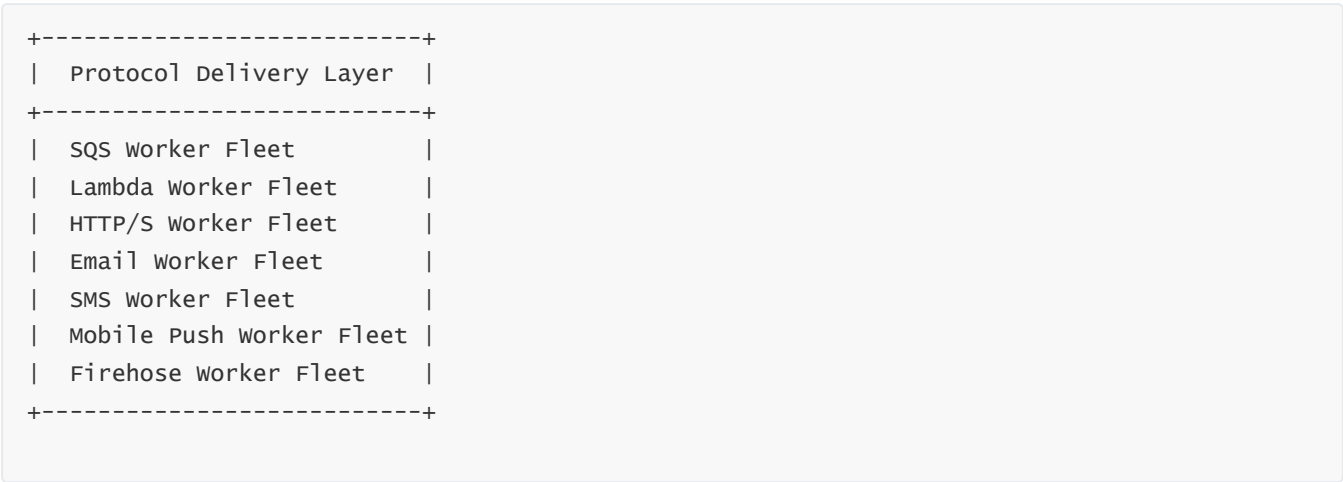 +---------------------------+
|  Protocol Delivery Layer  |
+---------------------------+
|  SQS Worker Fleet         |
|  Lambda Worker Fleet      |
|  HTTP/S Worker Fleet      |
|  Email Worker Fleet       |
|  SMS Worker Fleet         |
|  Mobile Push Worker Fleet |
|  Firehose Worker Fleet    |
+---------------------------+